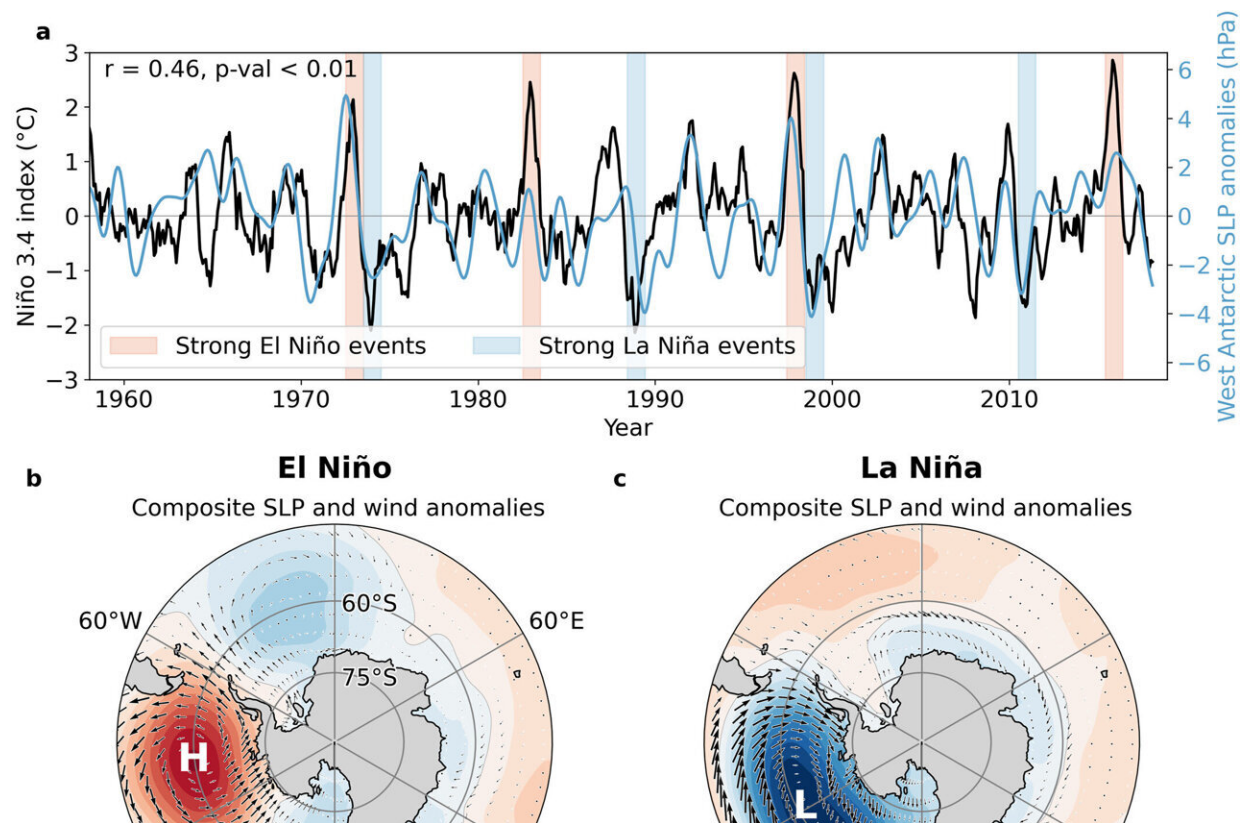 a
r = 0.46, p-val < 0.01
3
2
1
0
−1
−2
−3
Niño 3.4 index (°C)
6
4
2
0
−2
−4
−6
West Antarctic SLP anomalies (hPa)
Strong El Niño events
Strong La Niña events
1960
1970
1980
1990
2000
2010
Year
b
El Niño
Composite SLP and wind anomalies
60°S
60°W
60°E
75°S
H
c
La Niña
Composite SLP and wind anomalies
L